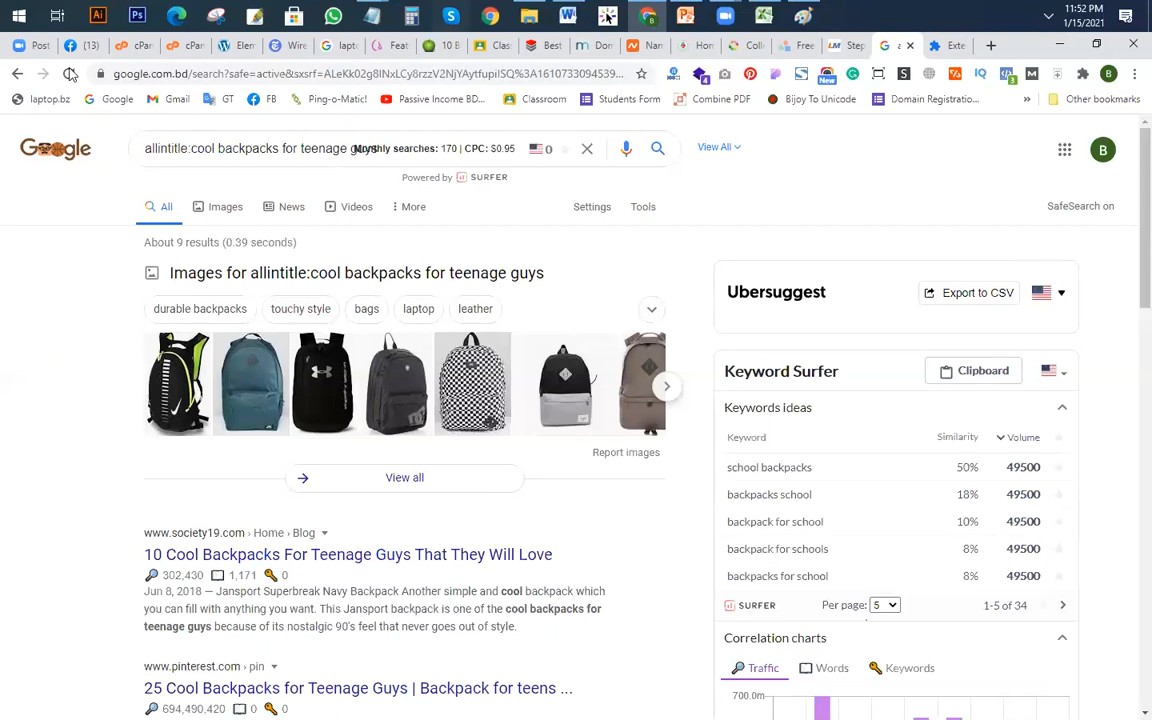 11:52 PM
1/15/2021
Post
(13)
cPan
cPan
Elem
Wire
lapto
Feat
10 B
Clas
Best
Don
Nan
Ho
Coll
Free
Step
a
Exte
google.com.bd/search?safe=active&sxsrf=ALeKk02g8INxLCy8rzzV2NjYAytfupiISQ%3A1610733094539...
laptop.bz
Google
Gmail
GT
FB
Ping-o-Matic!
Passive Income BD...
Classroom
Students Form
Combine PDF
Bijoy To Unicode
Domain Registratio...
»
Other bookmarks
Google
allintitle:cool backpacks for teenage guys
Monthly searches: 170 | CPC: $0.95
0
View All
B
Powered by SURFER
All
Images
News
Videos
More
Settings
Tools
SafeSearch on
About 9 results (0.39 seconds)
Images for allintitle:cool backpacks for teenage guys
durable backpacks
touchy style
bags
laptop
leather
Report images
View all
www.society19.com › Home › Blog
10 Cool Backpacks For Teenage Guys That They Will Love
302,430 1,171 0
Jun 8, 2018 — Jansport Superbreak Navy Backpack Another simple and cool backpack which
you can fill with anything you want. This Jansport backpack is one of the cool backpacks for
teenage guys because of its nostalgic 90's feel that never goes out of style.
www.pinterest.com › pin
25 Cool Backpacks for Teenage Guys | Backpack for teens ...
694,490,420 0 0
Ubersuggest
Export to CSV
Keyword Surfer
Clipboard
Keywords ideas
Keyword Similarity Volume
school backpacks 50% 49500
backpacks school 18% 49500
backpack for school 10% 49500
backpack for schools 8% 49500
backpacks for school 8% 49500
SURFER
Per page: 5
1-5 of 34
Correlation charts
Traffic
Words
Keywords
700.0m